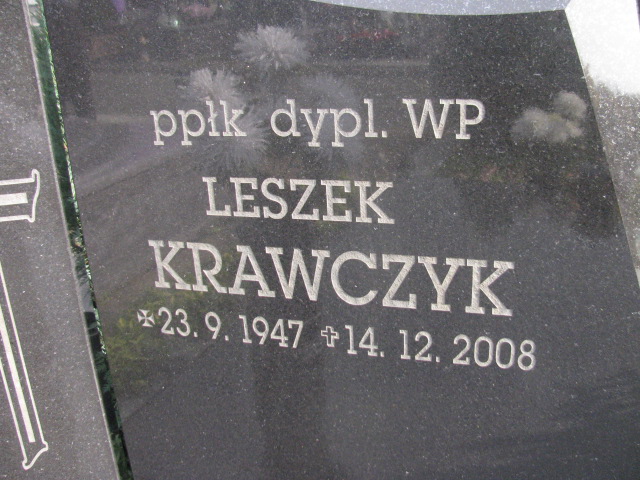 ppłk dypl. WP
LESZEK
KRAWCZYK
✠23. 9. 1947 ✝14. 12. 2008